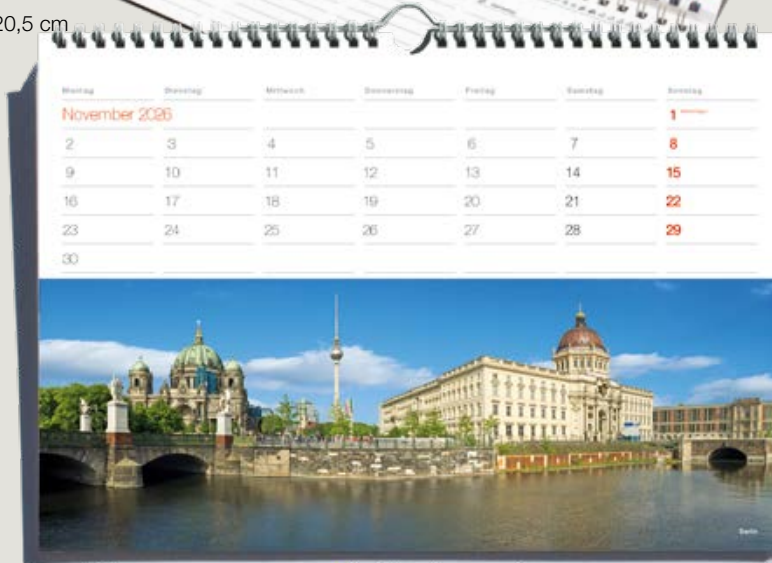 20,5 cm
Montag Dienstag Mittwoch Donnerstag Freitag Samstag Sonntag
November 2026 1
2 3 4 5 6 7 8
9 10 11 12 13 14 15
16 17 18 19 20 21 22
23 24 25 26 27 28 29
30
Berlin